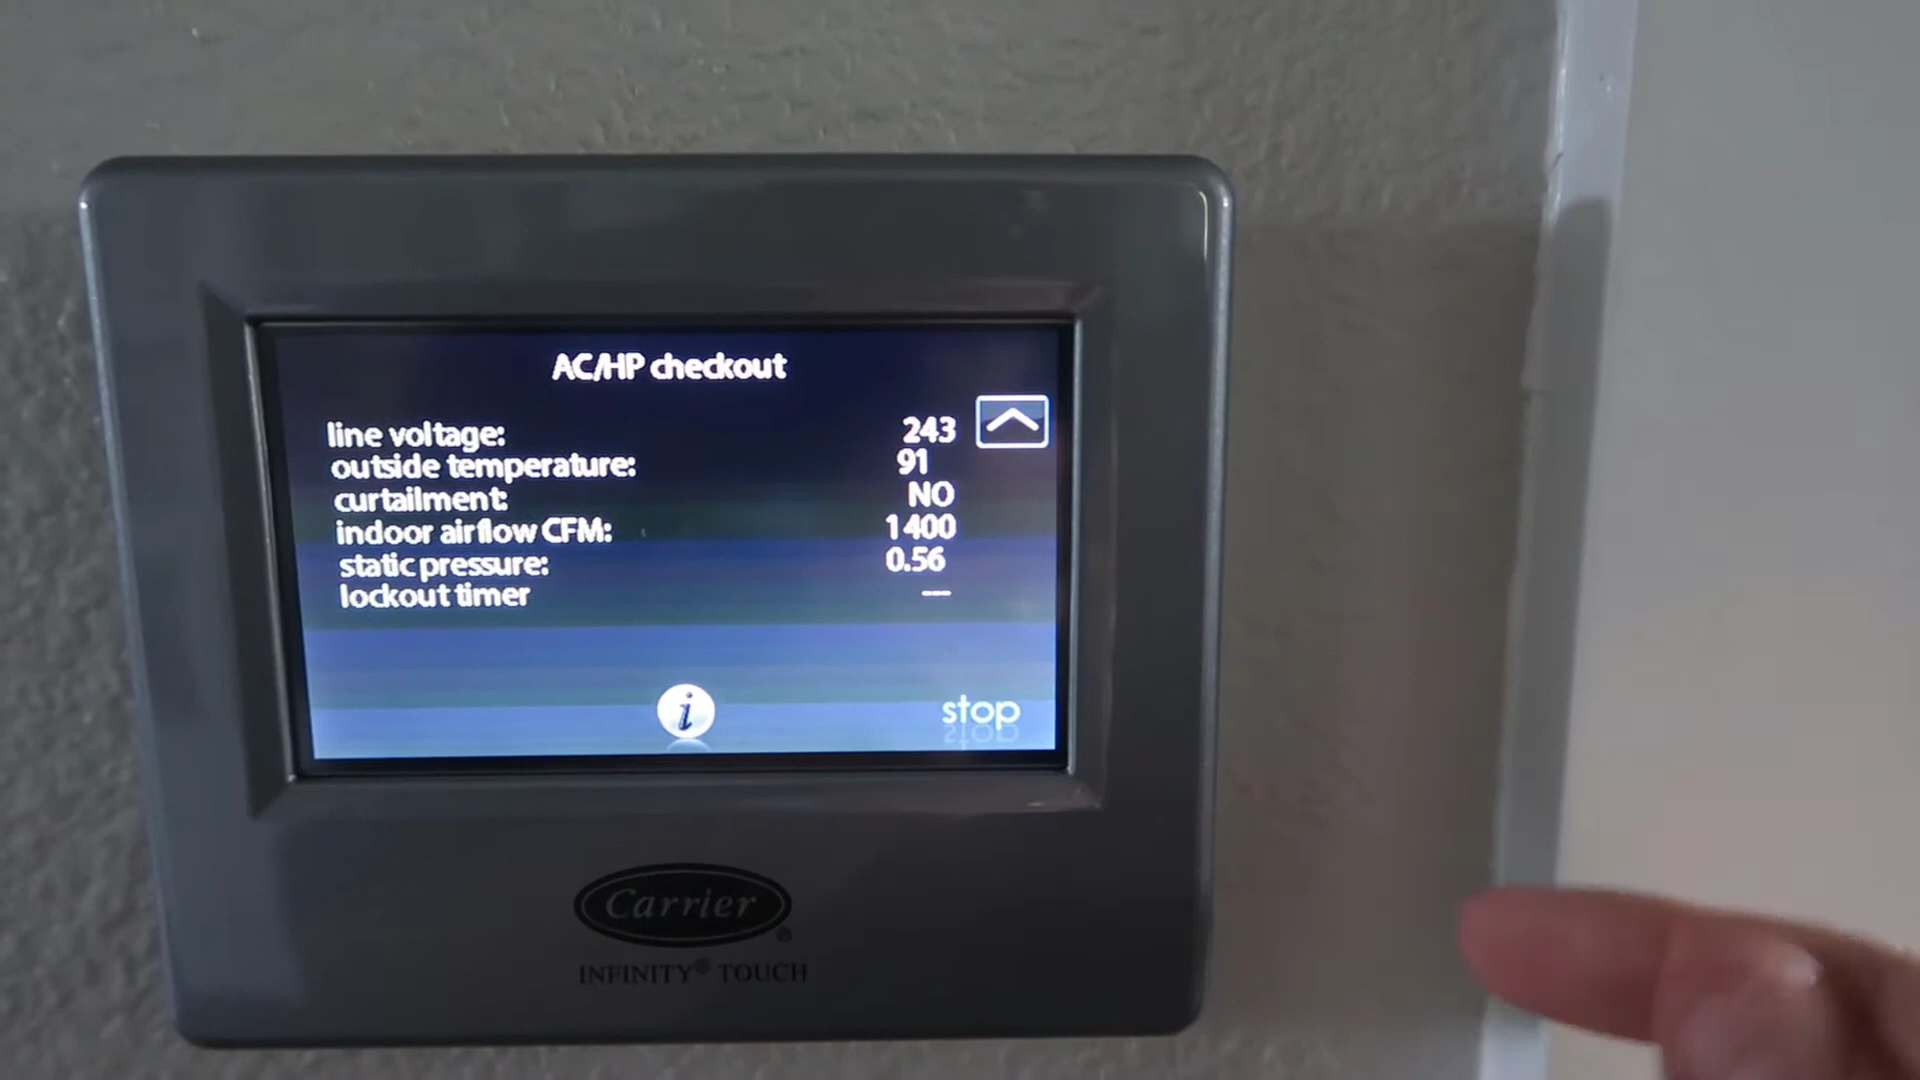 AC/HP checkout
line voltage: 243
outside temperature: 91
curtailment: NO
indoor airflow CFM: 1400
static pressure: 0.56
lockout timer ---
i
stop
Carrier®
INFINITY® TOUCH